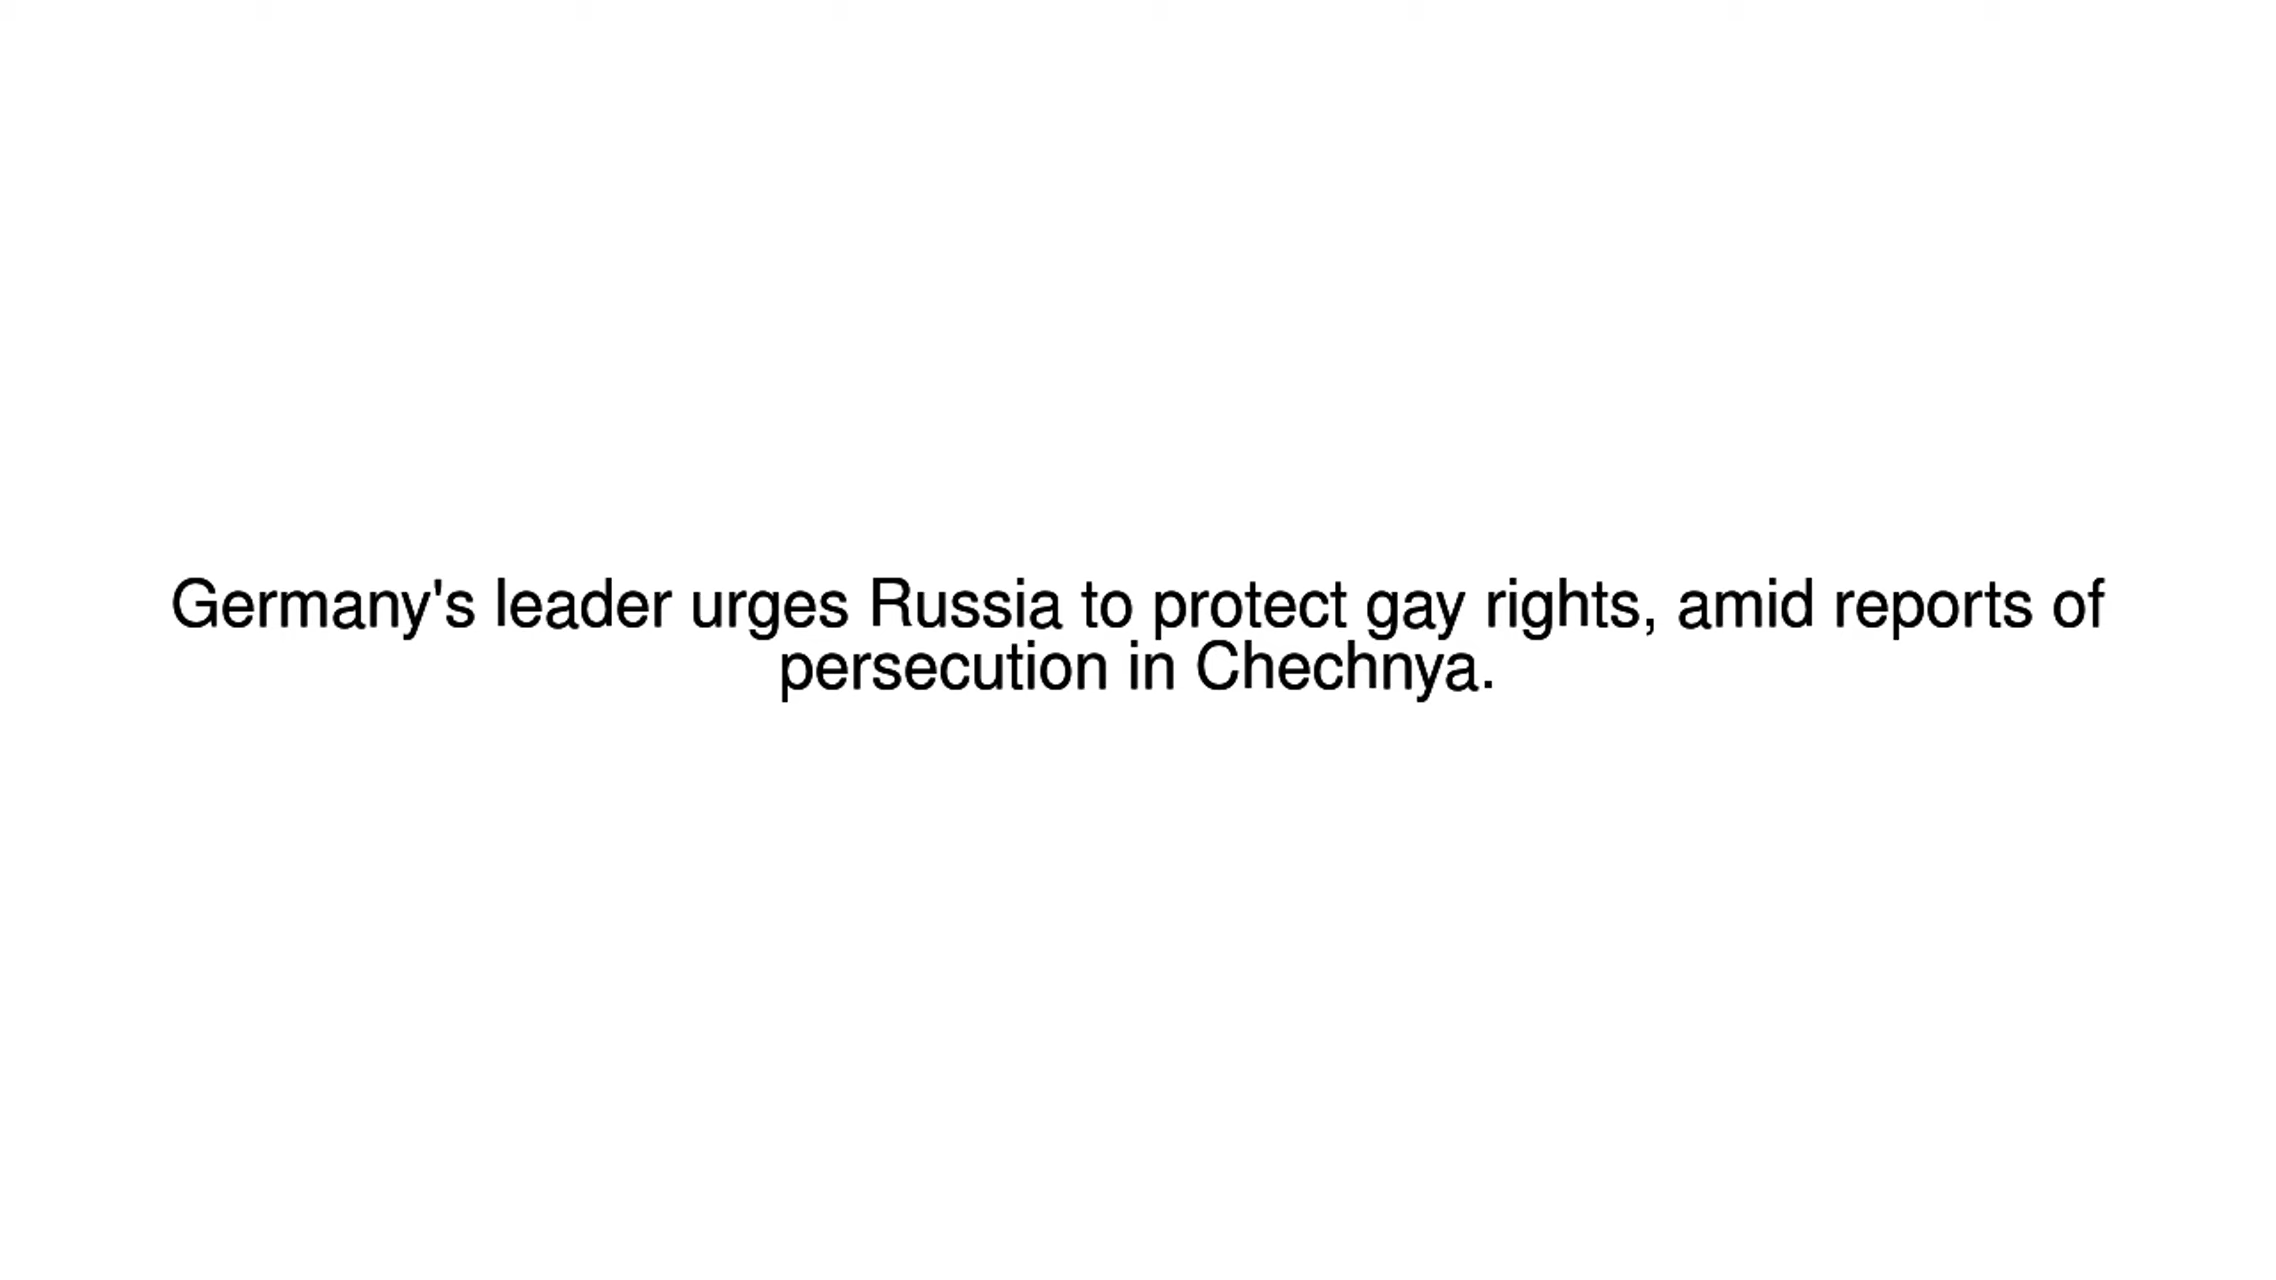 Germany's leader urges Russia to protect gay rights, amid reports of
persecution in Chechnya.